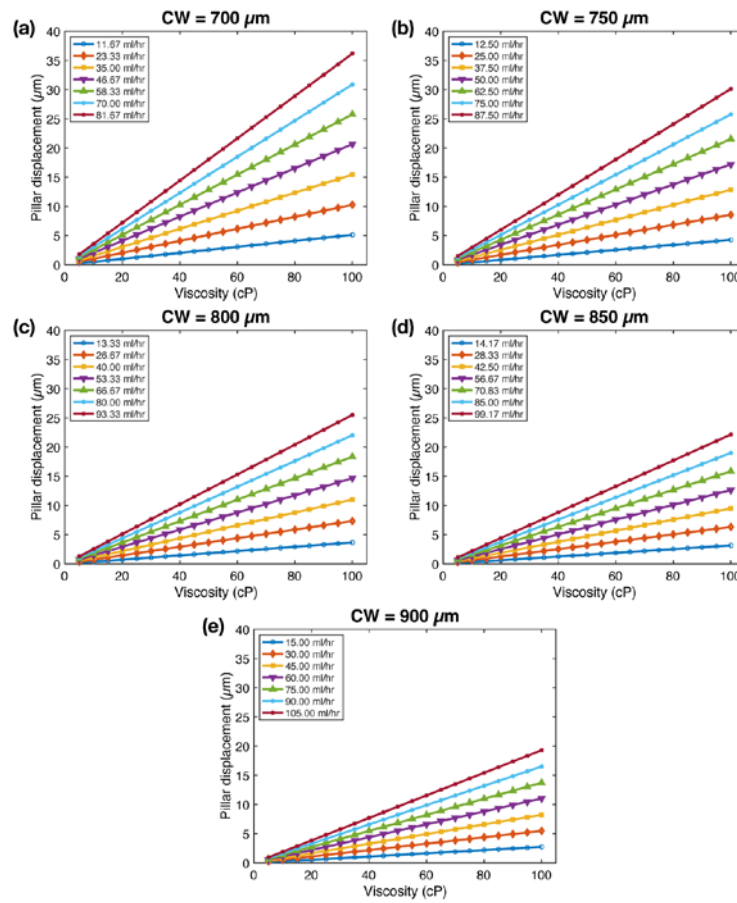 (a)
CW = 700 µm
Pillar displacement (µm)
40
35
30
25
20
15
10
5
0
11.67 ml/hr
23.33 ml/hr
35.00 ml/hr
46.67 ml/hr
58.33 ml/hr
70.00 ml/hr
81.67 ml/hr
0 20 40 60 80 100
Viscosity (cP)
(b)
CW = 750 µm
Pillar displacement (µm)
40
35
30
25
20
15
10
5
0
12.50 ml/hr
25.00 ml/hr
37.50 ml/hr
50.00 ml/hr
62.50 ml/hr
75.00 ml/hr
87.50 ml/hr
0 20 40 60 80 100
Viscosity (cP)
(c)
CW = 800 µm
Pillar displacement (µm)
40
35
30
25
20
15
10
5
0
13.33 ml/hr
26.67 ml/hr
40.00 ml/hr
53.33 ml/hr
66.67 ml/hr
80.00 ml/hr
93.33 ml/hr
0 20 40 60 80 100
Viscosity (cP)
(d)
CW = 850 µm
Pillar displacement (µm)
40
35
30
25
20
15
10
5
0
14.17 ml/hr
28.33 ml/hr
42.50 ml/hr
56.67 ml/hr
70.83 ml/hr
85.00 ml/hr
99.17 ml/hr
0 20 40 60 80 100
Viscosity (cP)
(e)
CW = 900 µm
Pillar displacement (µm)
40
35
30
25
20
15
10
5
0
15.00 ml/hr
30.00 ml/hr
45.00 ml/hr
60.00 ml/hr
75.00 ml/hr
90.00 ml/hr
105.00 ml/hr
0 20 40 60 80 100
Viscosity (cP)